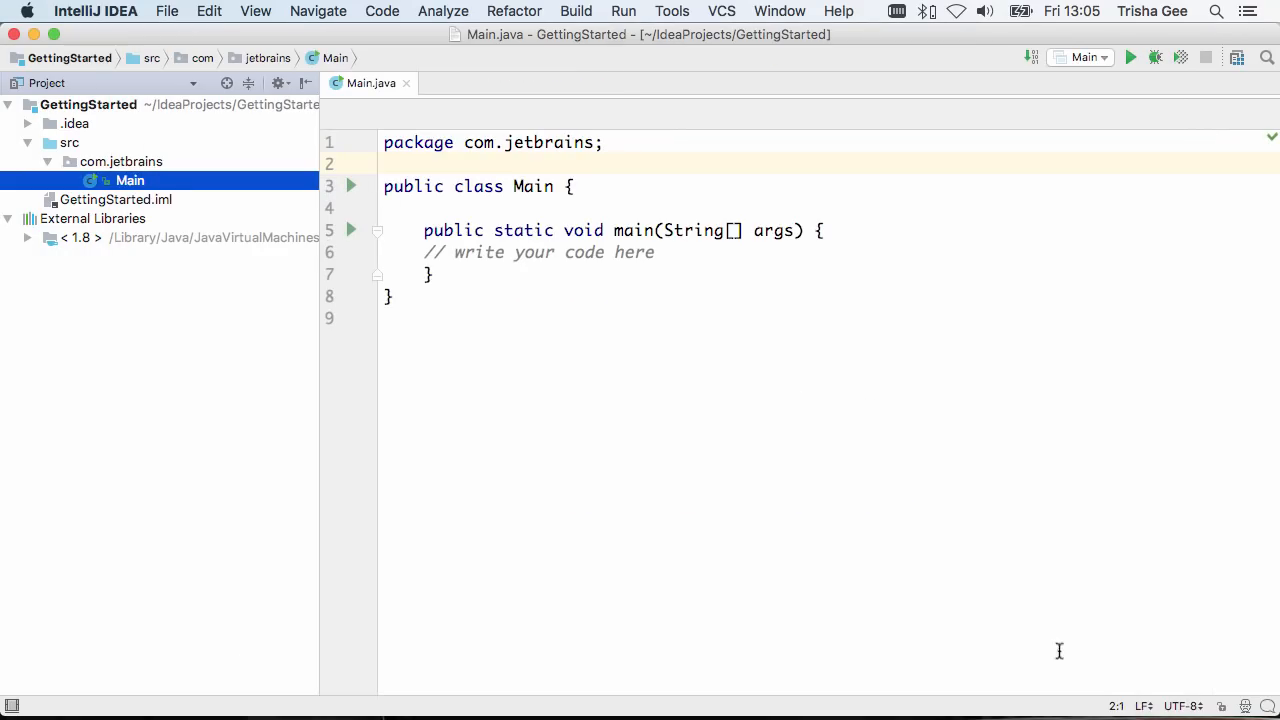 IntelliJ IDEA File Edit View Navigate Code Analyze Refactor Build Run Tools VCS Window Help Fri 13:05 Trisha Gee
Main.java - GettingStarted - [~/IdeaProjects/GettingStarted]
GettingStarted src com jetbrains Main Main
Project Main.java
GettingStarted ~/IdeaProjects/GettingStarte
.idea
src
com.jetbrains
Main
GettingStarted.iml
External Libraries
< 1.8 > /Library/Java/JavaVirtualMachines
1 package com.jetbrains;
2
3 public class Main {
4
5 public static void main(String[] args) {
6 // write your code here
7 }
8 }
9
2:1 LF UTF-8